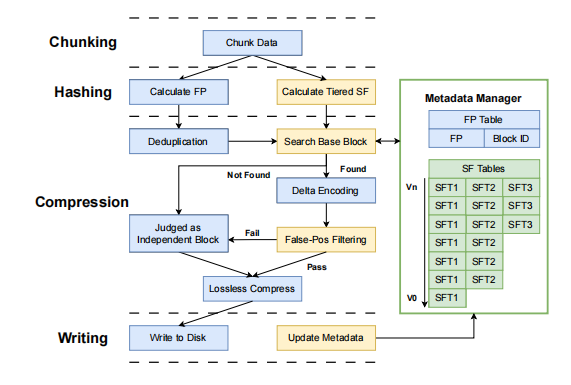 Chunking
Chunk Data
Hashing
Calculate FP
Calculate Tiered SF
Deduplication
Search Base Block
Not Found
Found
Compression
Delta Encoding
Judged as
Independent Block
Fail
False-Pos Filtering
Pass
Lossless Compress
Writing
Write to Disk
Update Metadata
Metadata Manager
FP Table
FP Block ID
SF Tables
Vn
SFT1 SFT2 SFT3
SFT1 SFT2 SFT3
SFT1 SFT2 SFT3
SFT1 SFT2
SFT1 SFT2
SFT1 SFT2
V0
SFT1